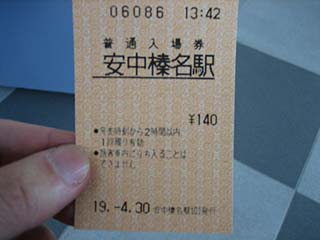 06086 13:42
普通入場券
安中榛名駅
¥140
●発売時刻から2時間以内
1回限り有効
●旅客車内に立ち入ることは
できません
19.-4.30 安中榛名駅101発行